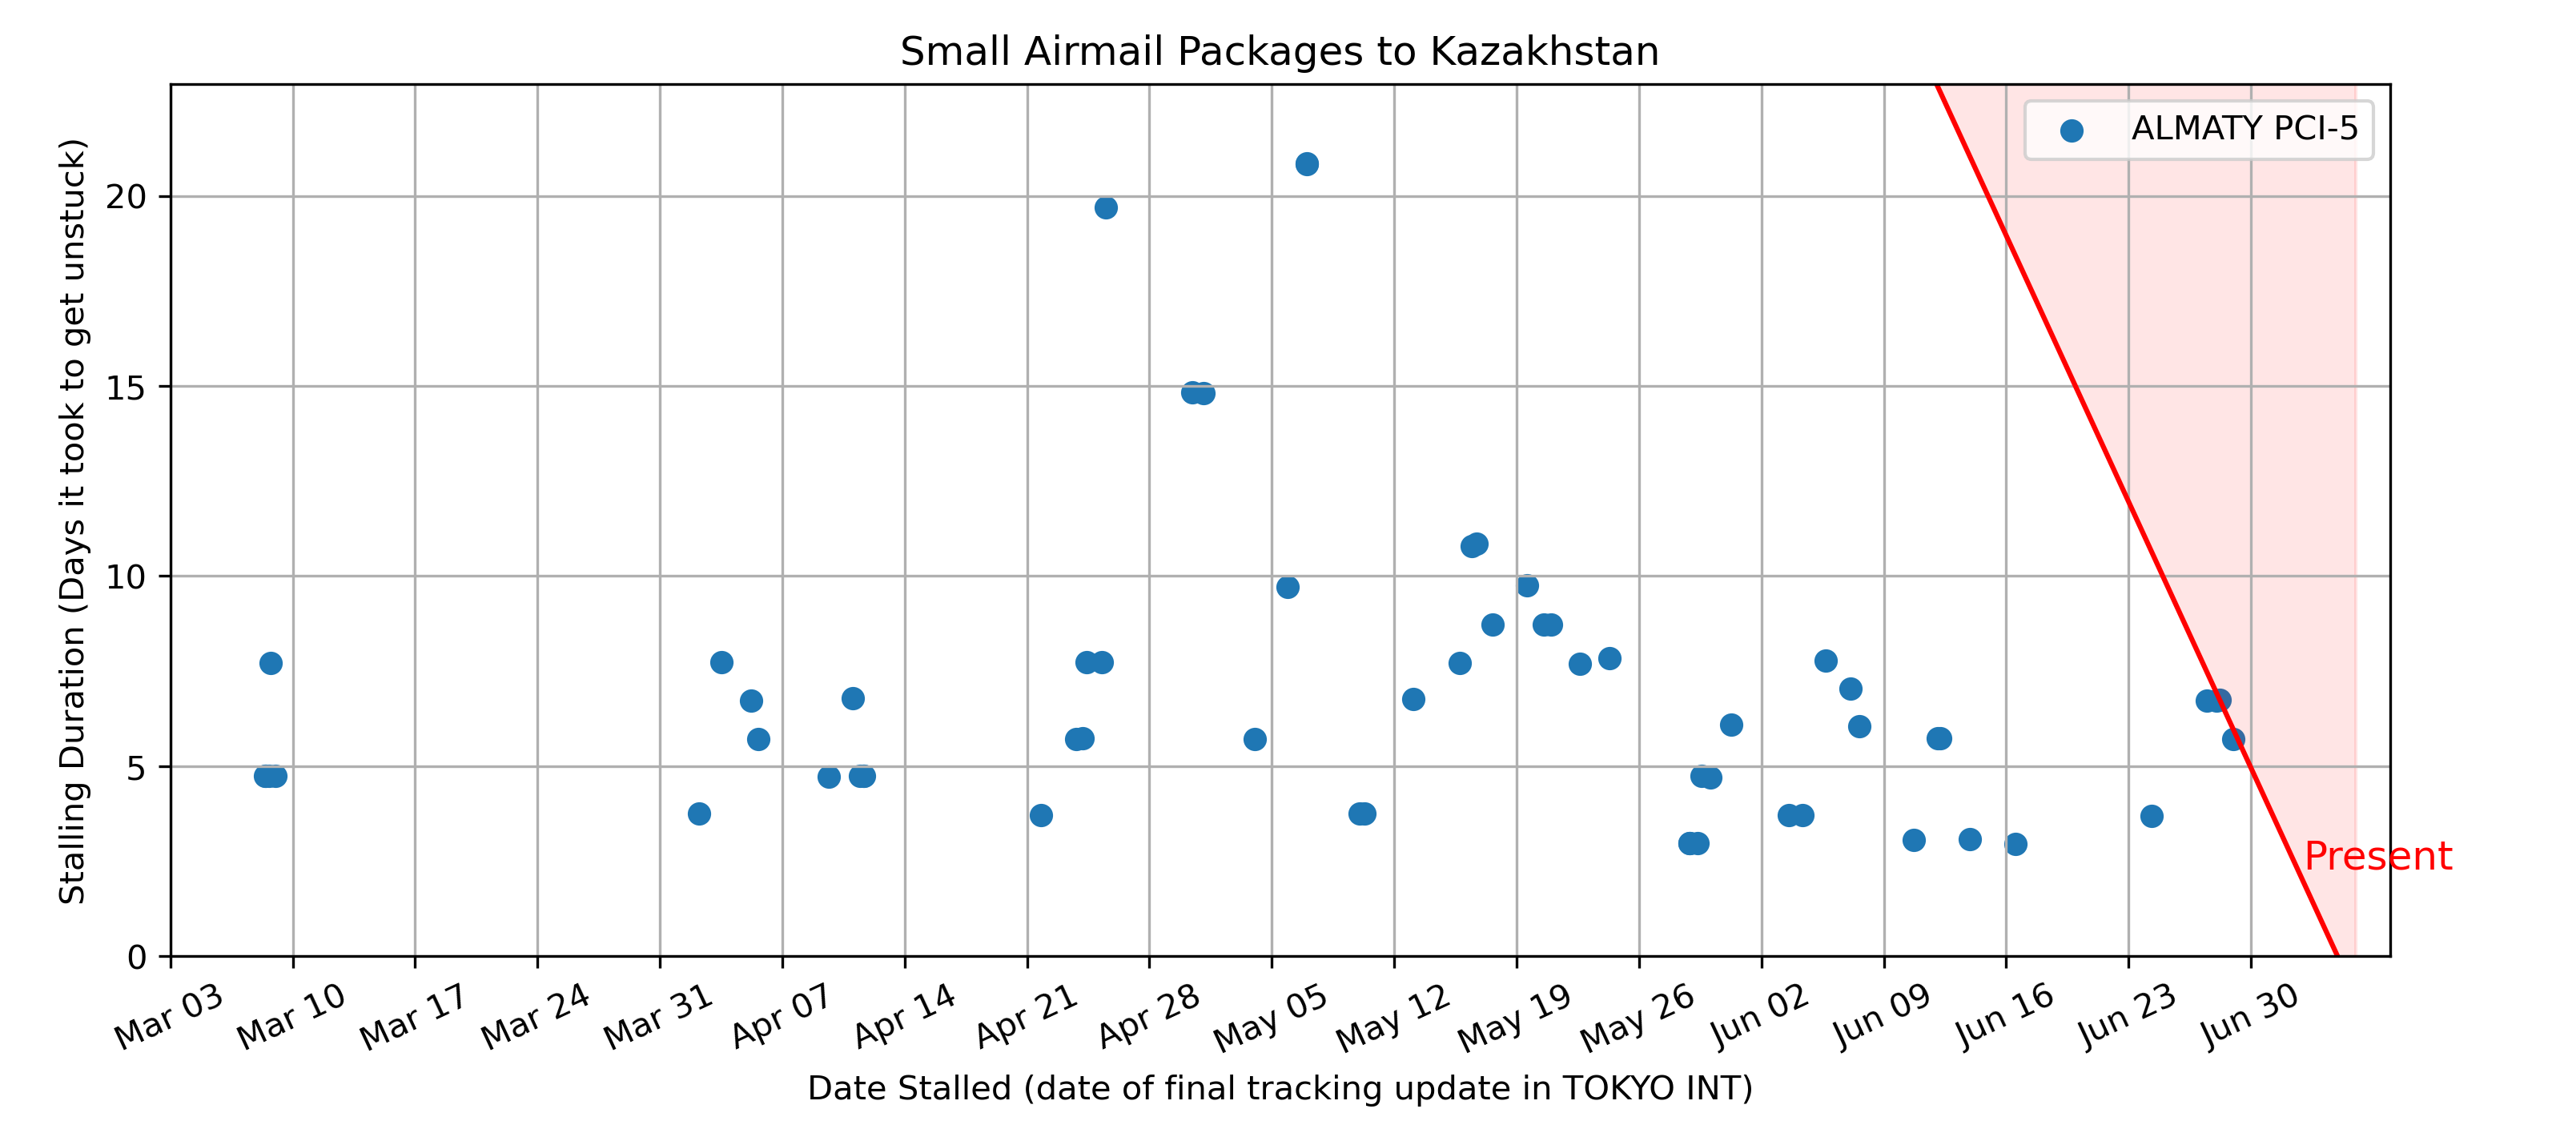 Small Airmail Packages to Kazakhstan
ALMATY PCI-5
Stalling Duration (Days it took to get unstuck)
20
15
10
5
0
Present
Mar 03
Mar 10
Mar 17
Mar 24
Mar 31
Apr 07
Apr 14
Apr 21
Apr 28
May 05
May 12
May 19
May 26
Jun 02
Jun 09
Jun 16
Jun 23
Jun 30
Date Stalled (date of final tracking update in TOKYO INT)